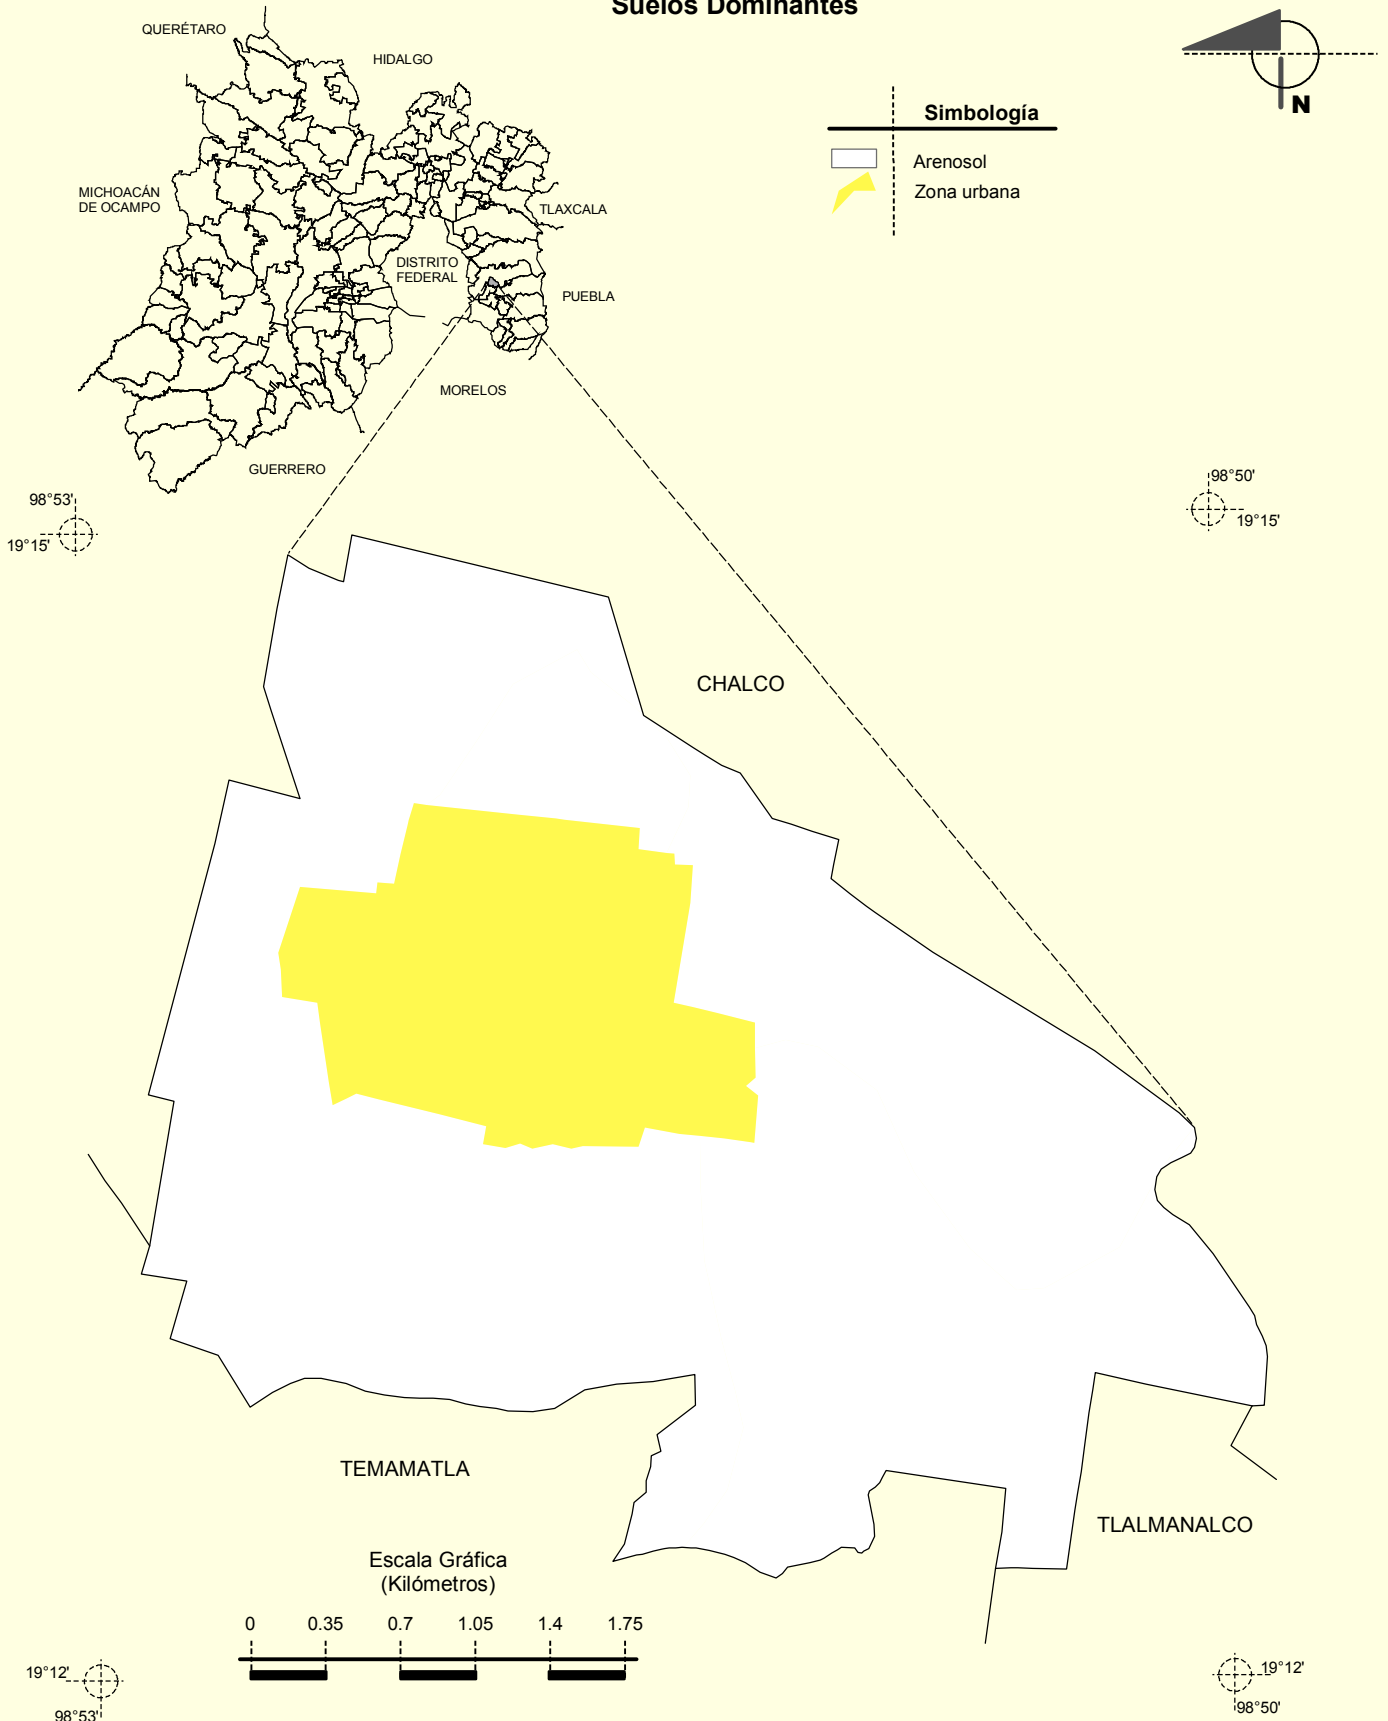 Suelos Dominantes
QUERÉTARO
HIDALGO
N
Simbología
Arenosol
Zona urbana
MICHOACÁN
DE OCAMPO
TLAXCALA
DISTRITO
FEDERAL
PUEBLA
MORELOS
GUERRERO
98°53'
19°15'
98°50'
19°15'
CHALCO
TEMAMATLA
TLALMANALCO
Escala Gráfica
(Kilómetros)
0 0.35 0.7 1.05 1.4 1.75
19°12'
98°53'
19°12'
98°50'